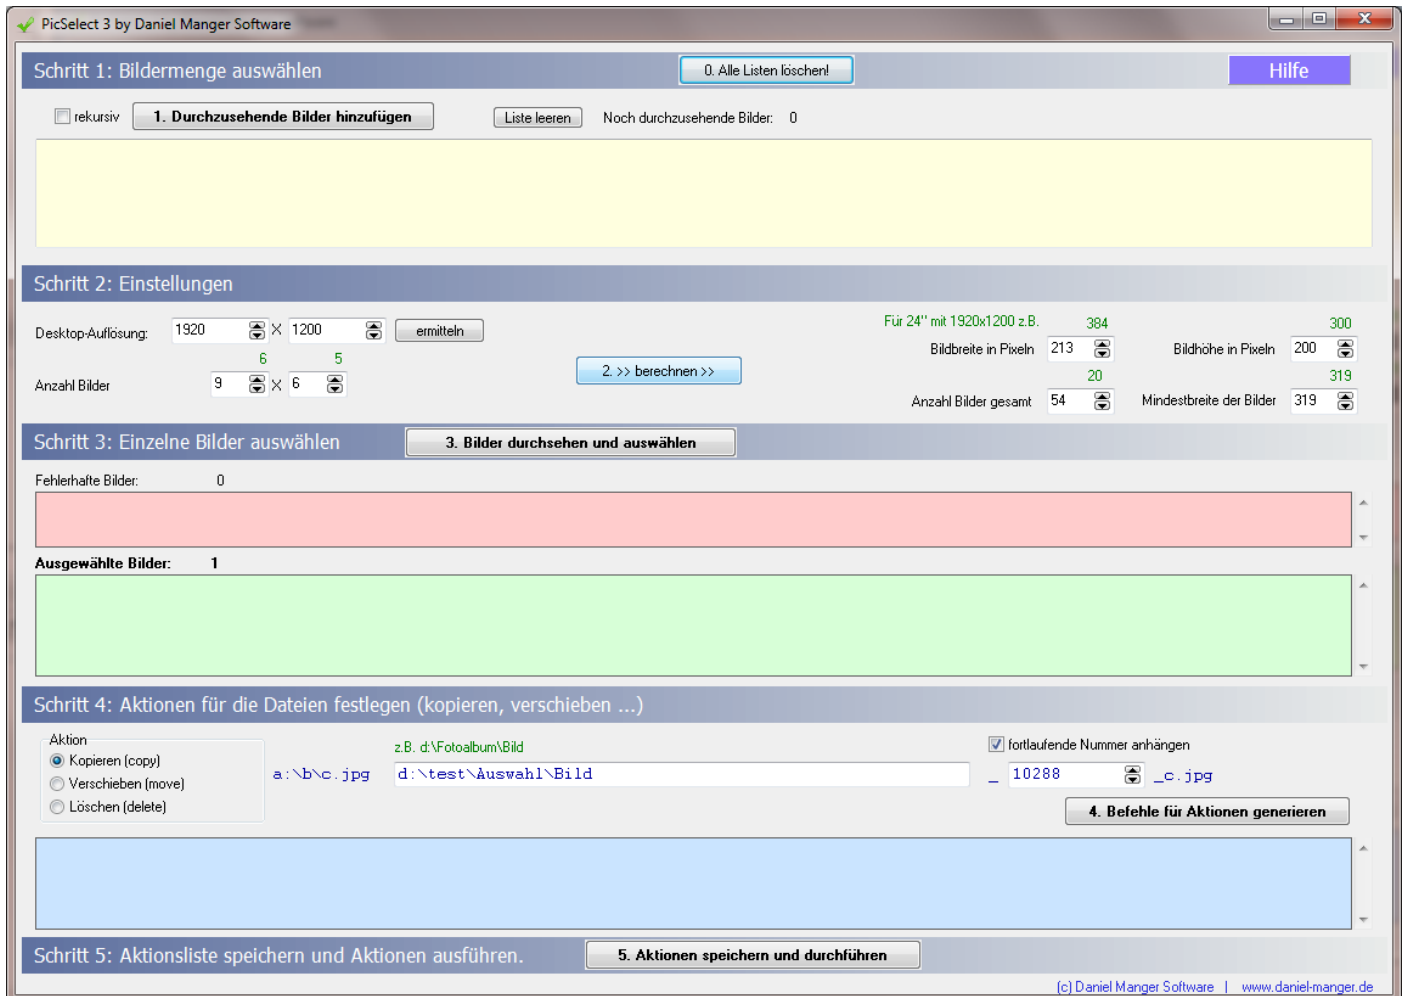 PicSelect 3 by Daniel Manger Software
Schritt 1: Bildermenge auswählen
0. Alle Listen löschen!
Hilfe
rekursiv
1. Durchzusehende Bilder hinzufügen
Liste leeren
Noch durchzusehende Bilder: 0
Schritt 2: Einstellungen
Für 24" mit 1920x1200 z.B. 384 300
Desktop-Auflösung: 1920 X 1200 ermitteln
Bildbreite in Pixeln 213 Bildhöhe in Pixeln 200
6 5
2. >> berechnen >>
20 319
Anzahl Bilder 9 X 6
Anzahl Bilder gesamt 54 Mindestbreite der Bilder 319
Schritt 3: Einzelne Bilder auswählen
3. Bilder durchsehen und auswählen
Fehlerhafte Bilder: 0
Ausgewählte Bilder: 1
Schritt 4: Aktionen für die Dateien festlegen (kopieren, verschieben ...)
Aktion
Kopieren (copy)
Verschieben (move)
Löschen (delete)
z.B. d:\Fotoalbum\Bild
a:\b\c.jpg d:\test\Auswahl\Bild
fortlaufende Nummer anhängen
_ 10288 _c.jpg
4. Befehle für Aktionen generieren
Schritt 5: Aktionsliste speichern und Aktionen ausführen.
5. Aktionen speichern und durchführen
(c) Daniel Manger Software | www.daniel-manger.de